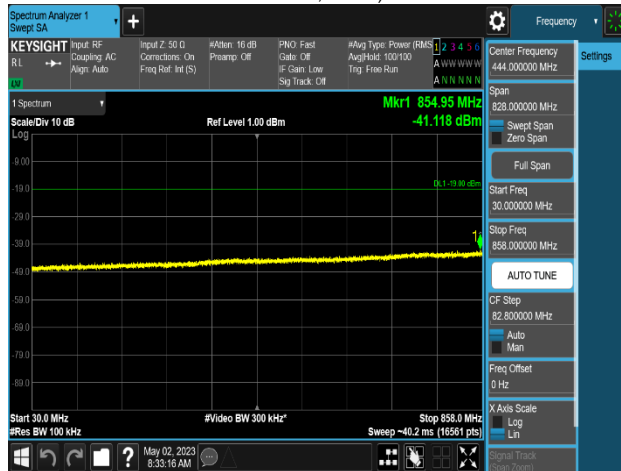 Spectrum Analyzer 1
Swept SA
+
Frequency
KEYSIGHT
RL
Input: RF
Coupling: AC
Align: Auto
Input Z: 50 Ω
Corrections: On
Freq Ref: Int (S)
#Atten: 16 dB
Preamp: Off
PNO: Fast
Gate: Off
IF Gain: Low
Sig Track: Off
#Avg Type: Power (RMS
Avg|Hold: 100/100
Trig: Free Run
1 2 3 4 5 6
A W W W W W
A N N N N N
1 Spectrum
Scale/Div 10 dB
Log
Ref Level 1.00 dBm
Mkr1 854.95 MHz
-41.118 dBm
-9.00
-19.0
-29.0
-39.0
-49.0
-59.0
-69.0
-79.0
-89.0
DL1 -19.00 dBm
1
Start 30.0 MHz
#Res BW 100 kHz
#Video BW 300 kHz*
Stop 858.0 MHz
Sweep ~40.2 ms (16561 pts)
May 02, 2023
8:33:16 AM
?
Center Frequency
444.000000 MHz
Settings
Span
828.000000 MHz
Swept Span
Zero Span
Full Span
Start Freq
30.000000 MHz
Stop Freq
858.000000 MHz
AUTO TUNE
CF Step
82.800000 MHz
Auto
Man
Freq Offset
0 Hz
X Axis Scale
Log
Lin
Signal Track
(Span Zoom)